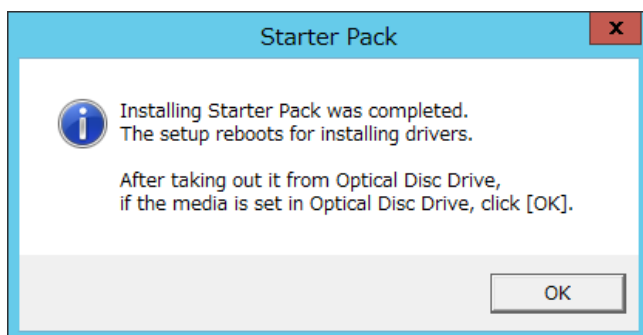 Starter Pack
x
Installing Starter Pack was completed.
The setup reboots for installing drivers.
After taking out it from Optical Disc Drive,
if the media is set in Optical Disc Drive, click [OK].
OK